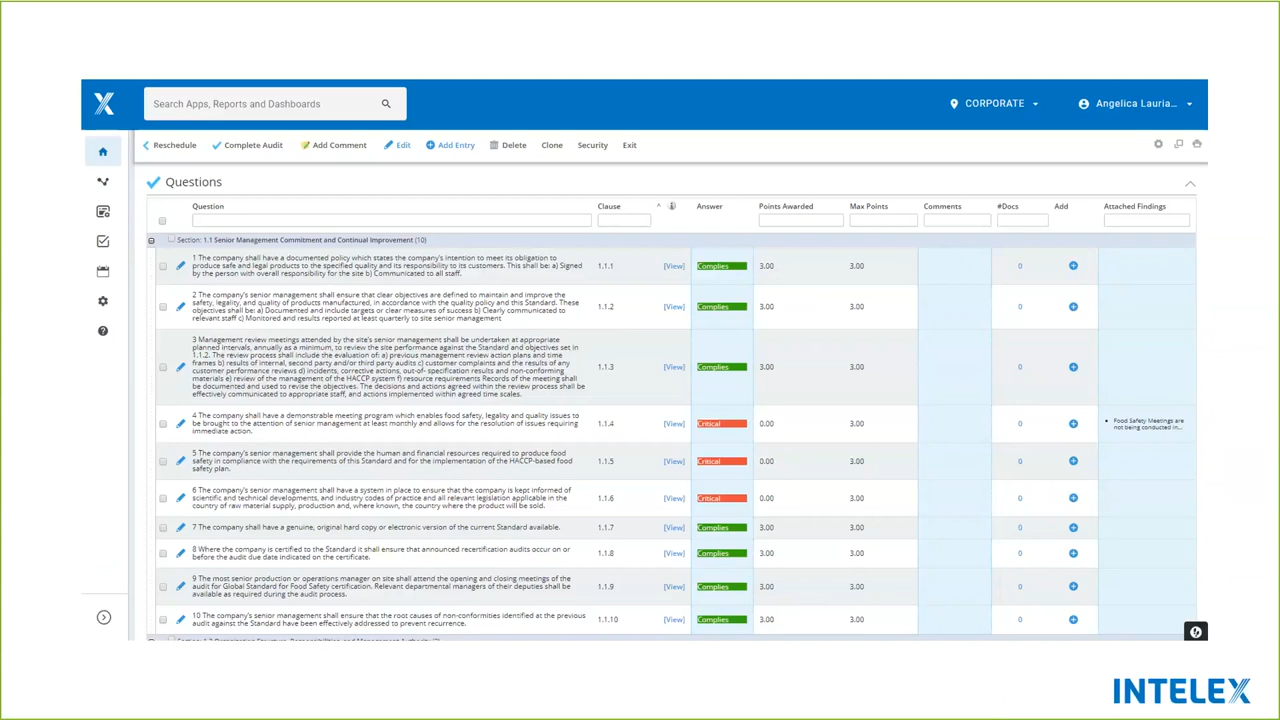 Search Apps, Reports and Dashboards
CORPORATE
Angelica Lauria...
Reschedule
Complete Audit
Add Comment
Edit
Add Entry
Delete
Clone
Security
Exit
Questions
Question
Clause
Answer
Points Awarded
Max Points
Comments
#Docs
Add
Attached Findings
Section: 1.1 Senior Management Commitment and Continual Improvement (10)
1 The company shall have a documented policy which states the company's intention to meet its obligation to
produce safe and legal products to the specified quality and its responsibility to its customers. This shall be: a) Signed
by the person with overall responsibility for the site b) Communicated to all staff.
1.1.1 [View] Complies 3.00 3.00 0
2 The company's senior management shall ensure that clear objectives are defined to maintain and improve the
safety, legality, and quality of products manufactured, in accordance with the quality policy and this Standard. These
objectives shall be: a) Documented and include targets or clear measures of success b) Clearly communicated to
relevant staff c) Monitored and results reported at least quarterly to site senior management
1.1.2 [View] Complies 3.00 3.00 0
3 Management review meetings attended by the site's senior management shall be undertaken at appropriate
planned intervals, annually as a minimum, to review the site performance against the Standard and objectives set in
1.1.2. The review process shall include the evaluation of: a) previous management review action plans and time
frames b) results of internal, second party and/or third party audits c) customer complaints and the results of any
customer performance reviews d) incidents, corrective actions, out-of- specification results and non-conforming
materials e) review of the management of the HACCP system f) resource requirements Records of the meeting shall
be documented and used to revise the objectives. The decisions and actions agreed within the review process shall be
effectively communicated to appropriate staff, and actions implemented within agreed time scales.
1.1.3 [View] Complies 3.00 3.00 0
4 The company shall have a demonstrable meeting program which enables food safety, legality and quality issues to
be brought to the attention of senior management at least monthly and allows for the resolution of issues requiring
immediate action.
1.1.4 [View] Critical 0.00 3.00 0
Food Safety Meetings are
not being conducted in...
5 The company's senior management shall provide the human and financial resources required to produce food
safety in compliance with the requirements of this Standard and for the implementation of the HACCP-based food
safety plan.
1.1.5 [View] Critical 0.00 3.00 0
6 The company's senior management shall have a system in place to ensure that the company is kept informed of
scientific and technical developments, and industry codes of practice and all relevant legislation applicable in the
country of raw material supply, production and, where known, the country where the product will be sold.
1.1.6 [View] Critical 0.00 3.00 0
7 The company shall have a genuine, original hard copy or electronic version of the current Standard available.
1.1.7 [View] Complies 3.00 3.00 0
8 Where the company is certified to the Standard it shall ensure that announced recertification audits occur on or
before the audit due date indicated on the certificate.
1.1.8 [View] Complies 3.00 3.00 0
9 The most senior production or operations manager on site shall attend the opening and closing meetings of the
audit for Global Standard for Food Safety certification. Relevant departmental managers of their deputies shall be
available as required during the audit process.
1.1.9 [View] Complies 3.00 3.00 0
10 The company's senior management shall ensure that the root causes of non-conformities identified at the previous
audit against the Standard have been effectively addressed to prevent recurrence.
1.1.10 [View] Complies 3.00 3.00 0
INTELEX